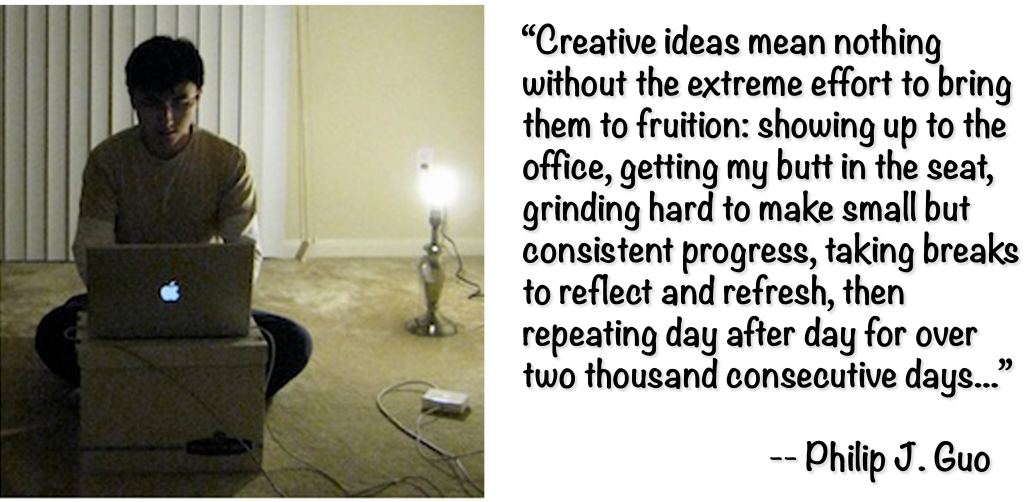 “Creative ideas mean nothing
without the extreme effort to bring
them to fruition: showing up to the
office, getting my butt in the seat,
grinding hard to make small but
consistent progress, taking breaks
to reflect and refresh, then
repeating day after day for over
two thousand consecutive days...”
-- Philip J. Guo